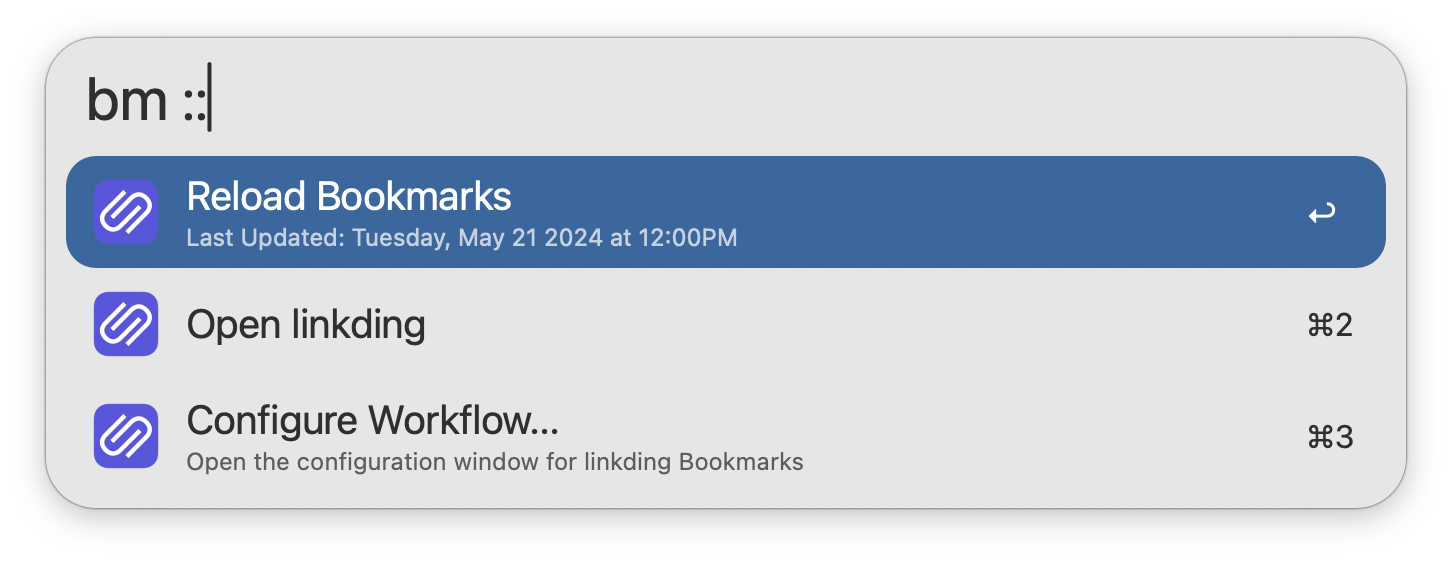 bm ::
Reload Bookmarks
Last Updated: Tuesday, May 21 2024 at 12:00PM
↩
Open linkding
⌘2
Configure Workflow...
Open the configuration window for linkding Bookmarks
⌘3